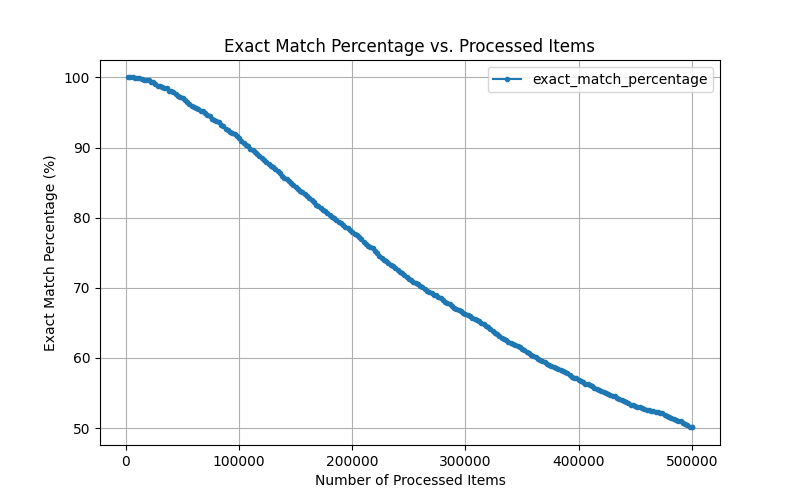 Exact Match Percentage vs. Processed Items
exact_match_percentage
100
90
80
70
60
50
Exact Match Percentage (%)
0 100000 200000 300000 400000 500000
Number of Processed Items